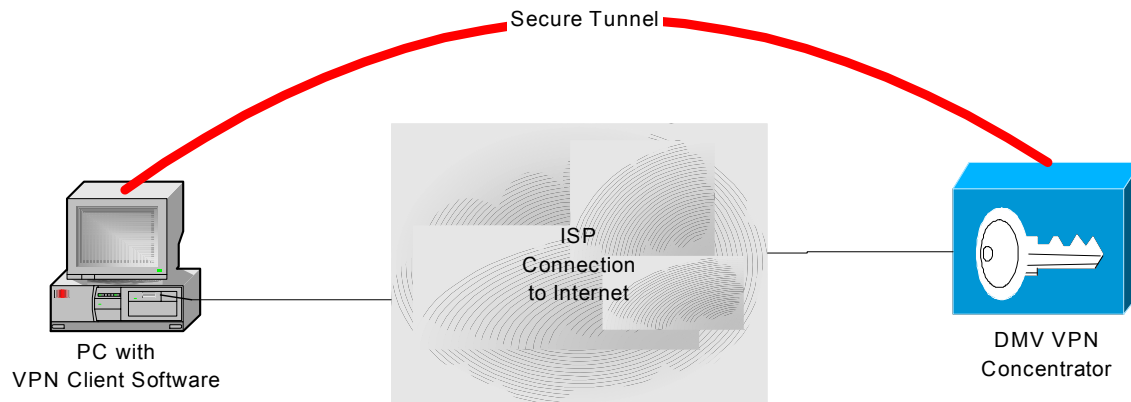 Secure Tunnel
ISP
Connection
to Internet
PC with
VPN Client Software
DMV VPN
Concentrator